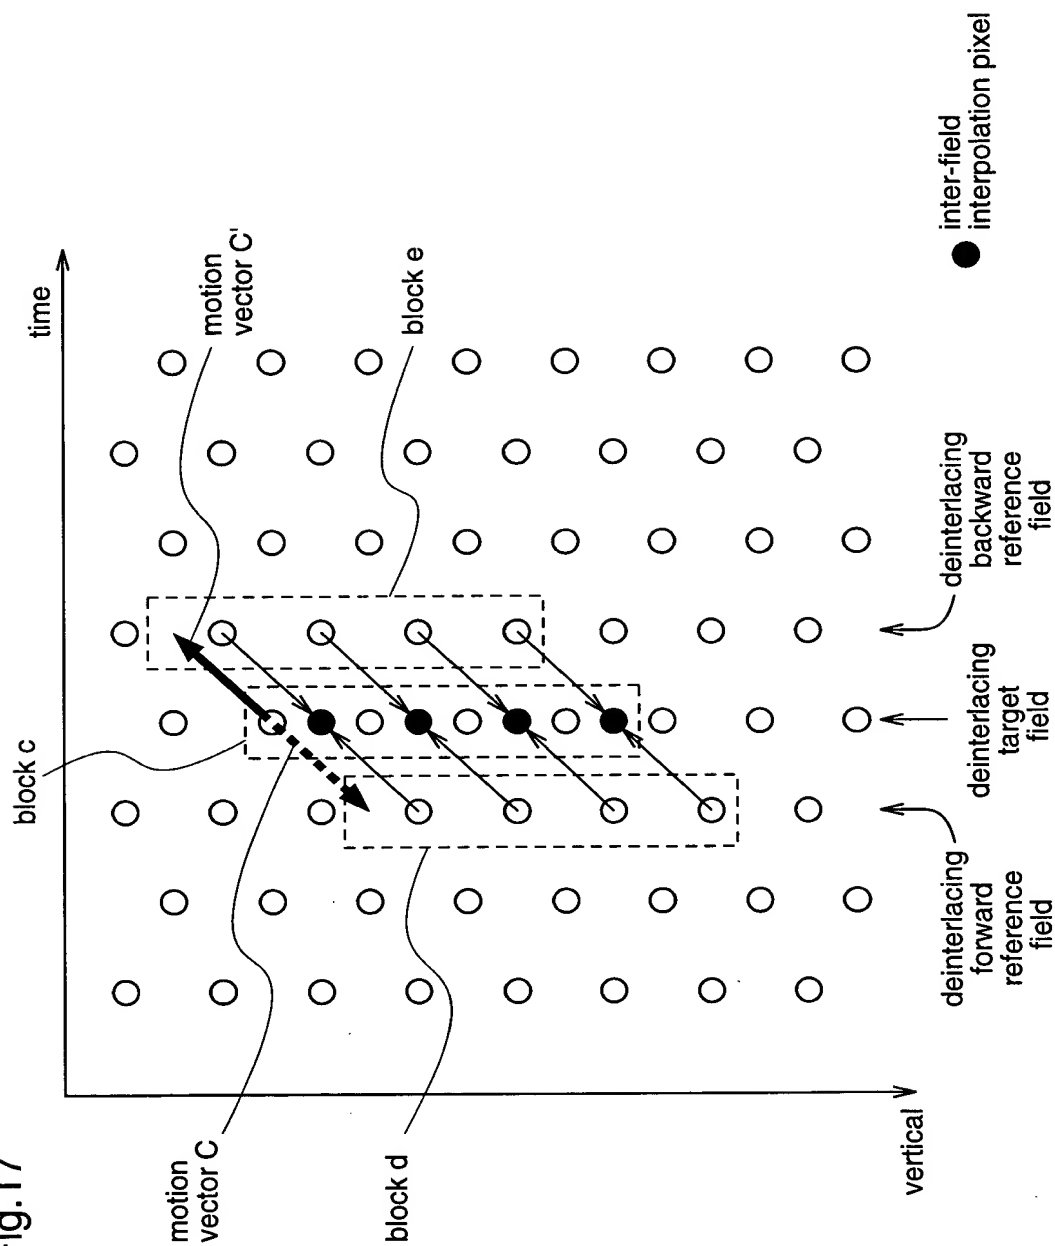 Fig.17
time
block c
motion
vector C'
block e
motion
vector C
block d
vertical
deinterlacing
forward
reference
field
deinterlacing
target
field
deinterlacing
backward
reference
field
inter-field
interpolation pixel